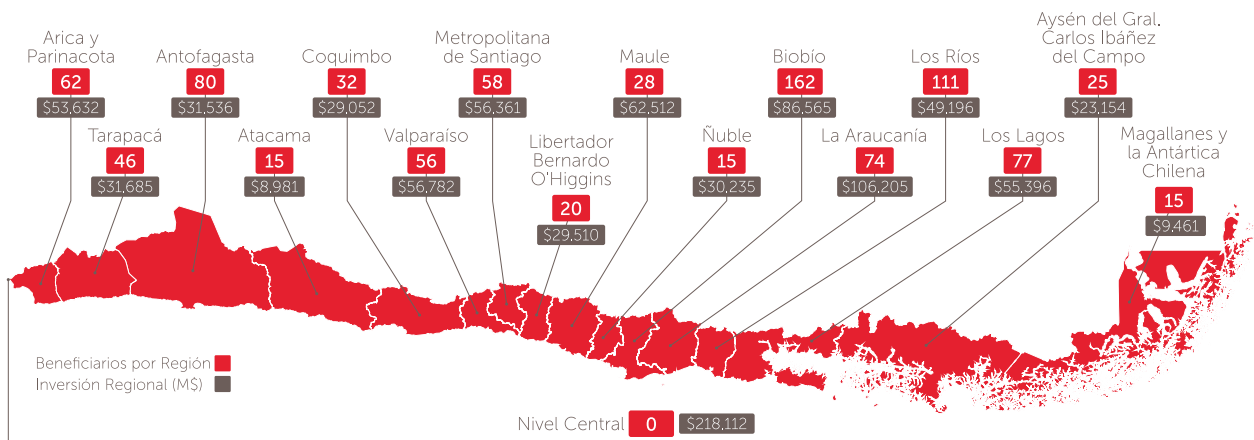 Arica y
Parinacota
62
$53,632
Tarapacá
46
$31,685
Antofagasta
80
$31,536
Atacama
15
$8,981
Coquimbo
32
$29,052
Valparaíso
56
$56,782
Metropolitana
de Santiago
58
$56,361
Libertador
Bernardo
O'Higgins
20
$29,510
Maule
28
$62,512
Ñuble
15
$30,235
Biobío
162
$86,565
La Araucanía
74
$106,205
Los Ríos
111
$49,196
Los Lagos
77
$55,396
Aysén del Gral.
Carlos Ibáñez
del Campo
25
$23,154
Magallanes y
la Antártica
Chilena
15
$9,461
Beneficiarios por Región
Inversión Regional (M$)
Nivel Central 0 $218,112